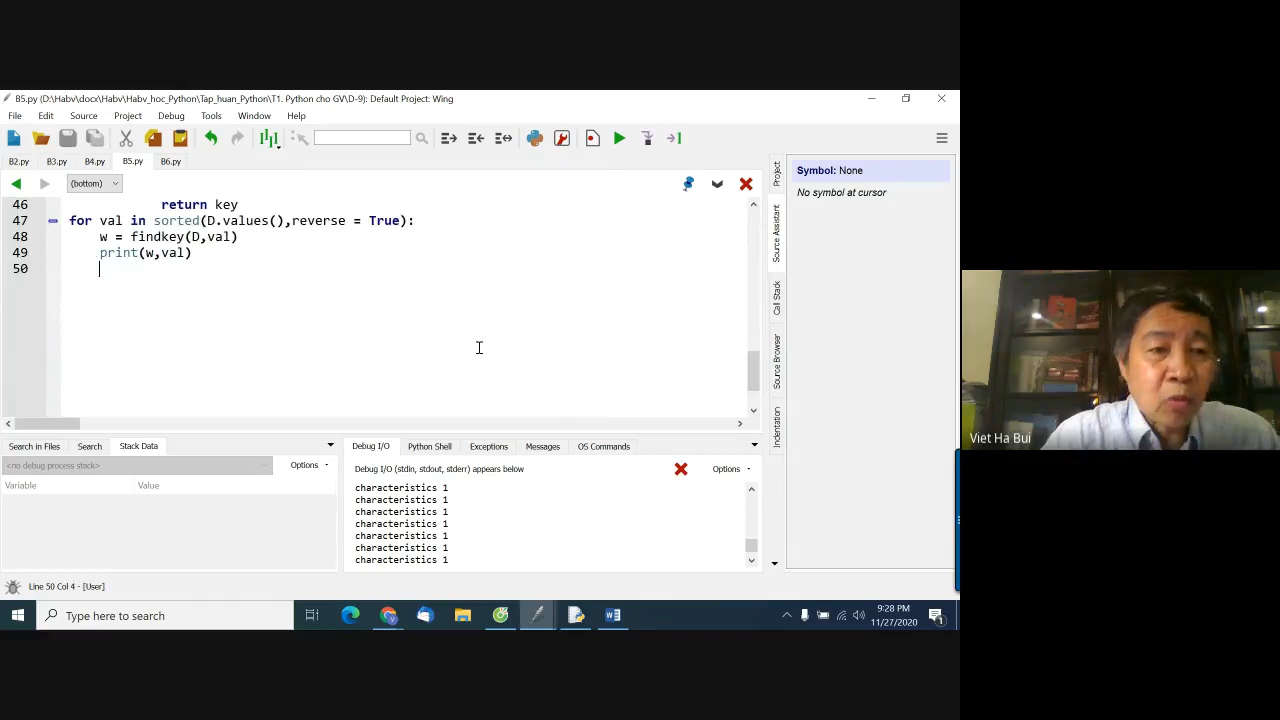 B5.py (D:\Habv\docx\Habv\Habv_hoc_Python\Tap_huan_Python\T1. Python cho GV\D-9): Default Project: Wing
File Edit Source Project Debug Tools Window Help
B2.py B3.py B4.py B5.py B6.py
(bottom)
46 return key
47 for val in sorted(D.values(),reverse = True):
48 w = findkey(D,val)
49 print(w,val)
50
Project
Source Assistant
Call Stack
Source Browser
Indentation
Symbol: None
No symbol at cursor
Viet Ha Bui
Search in Files Search Stack Data
<no debug process stack> Options
Variable Value
Debug I/O Python Shell Exceptions Messages OS Commands
Debug I/O (stdin, stdout, stderr) appears below Options
characteristics 1
characteristics 1
characteristics 1
characteristics 1
characteristics 1
characteristics 1
characteristics 1
Line 50 Col 4 - [User]
Type here to search
9:28 PM
11/27/2020
1